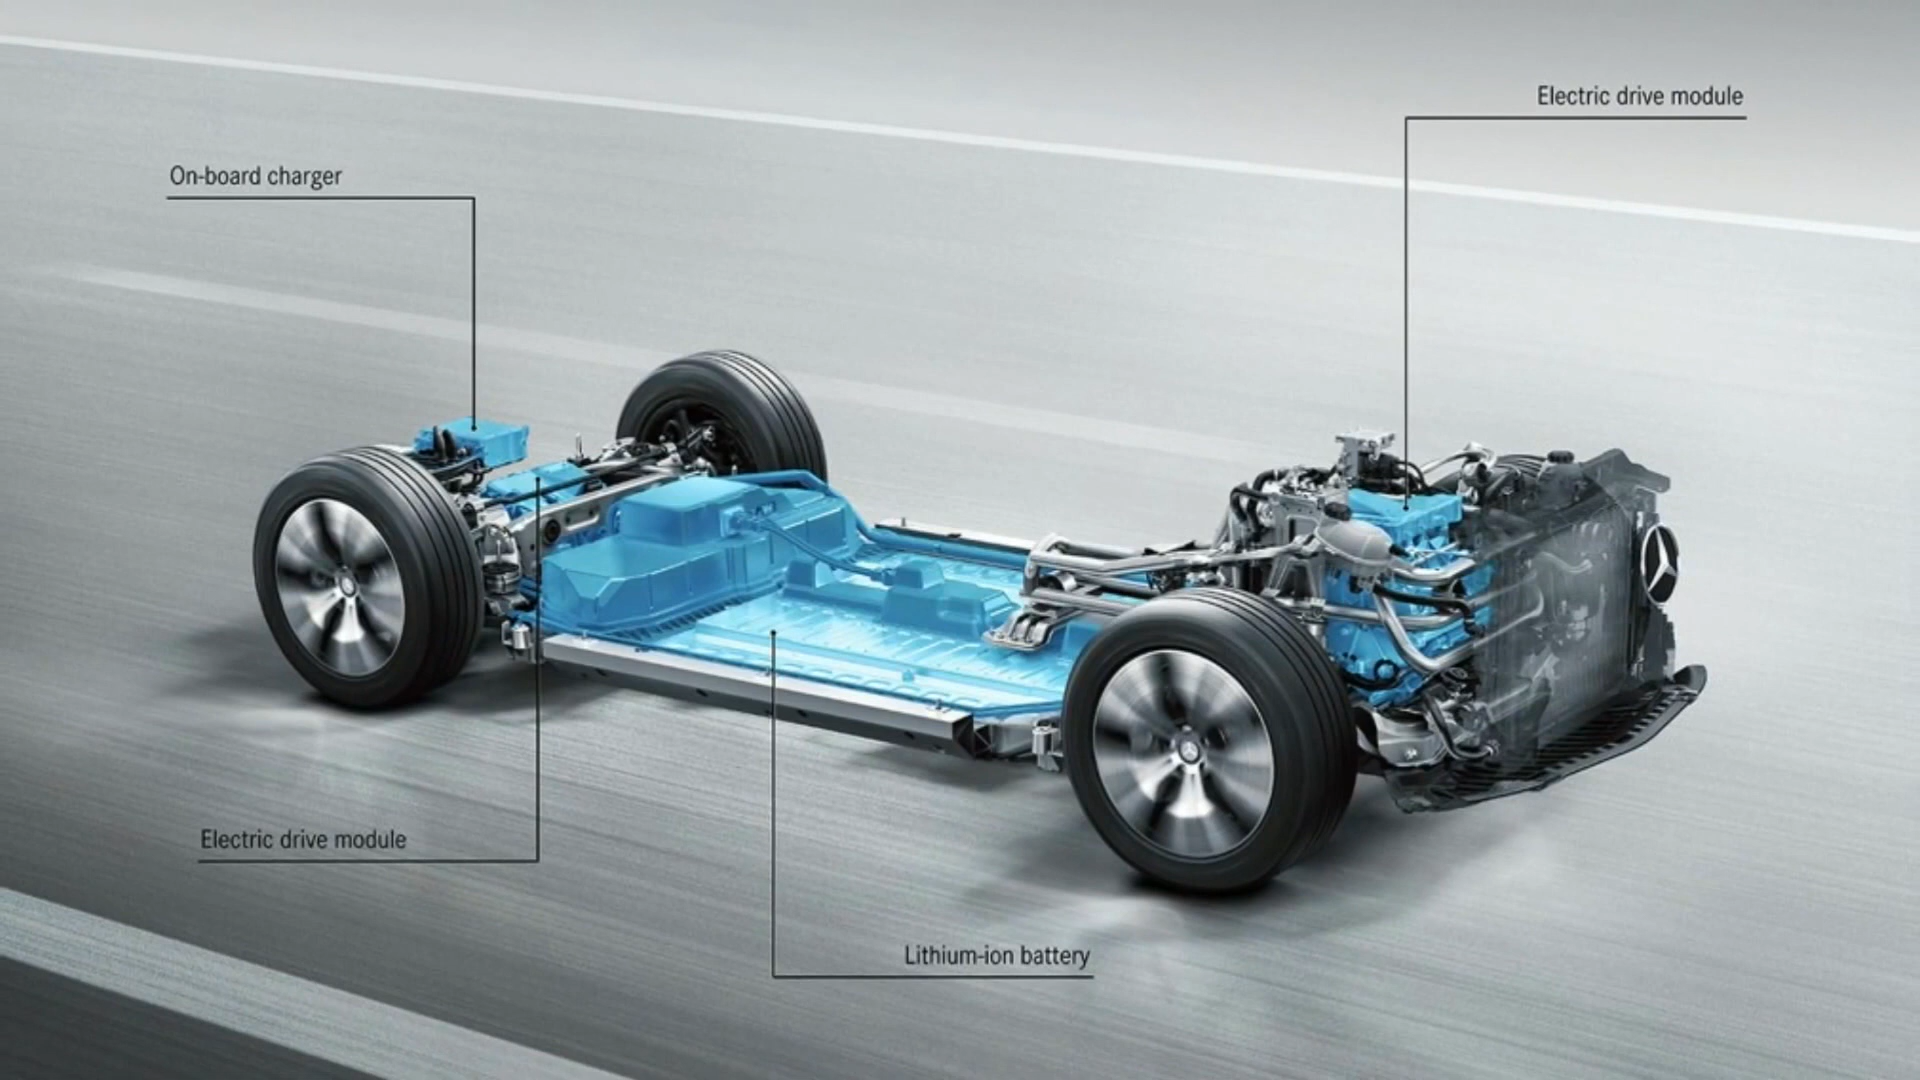 Electric drive module
On-board charger
Electric drive module
Lithium-ion battery